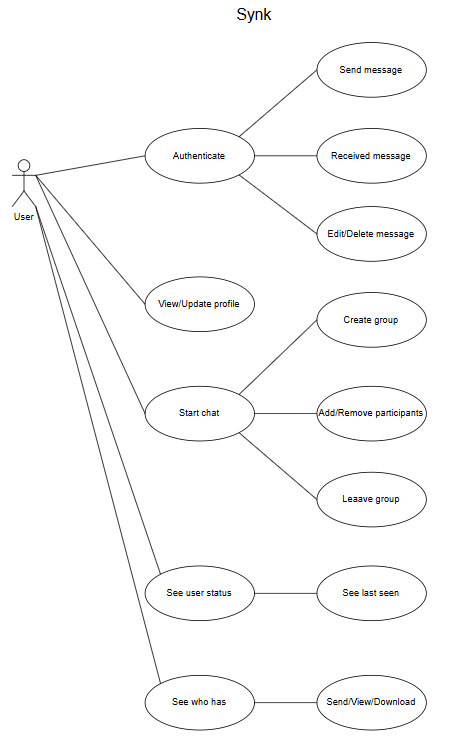 Synk
Send message
Authenticate
Received message
User
Edit/Delete message
View/Update profile
Create group
Start chat
Add/Remove participants
Leaave group
See user status
See last seen
See who has
Send/View/Download